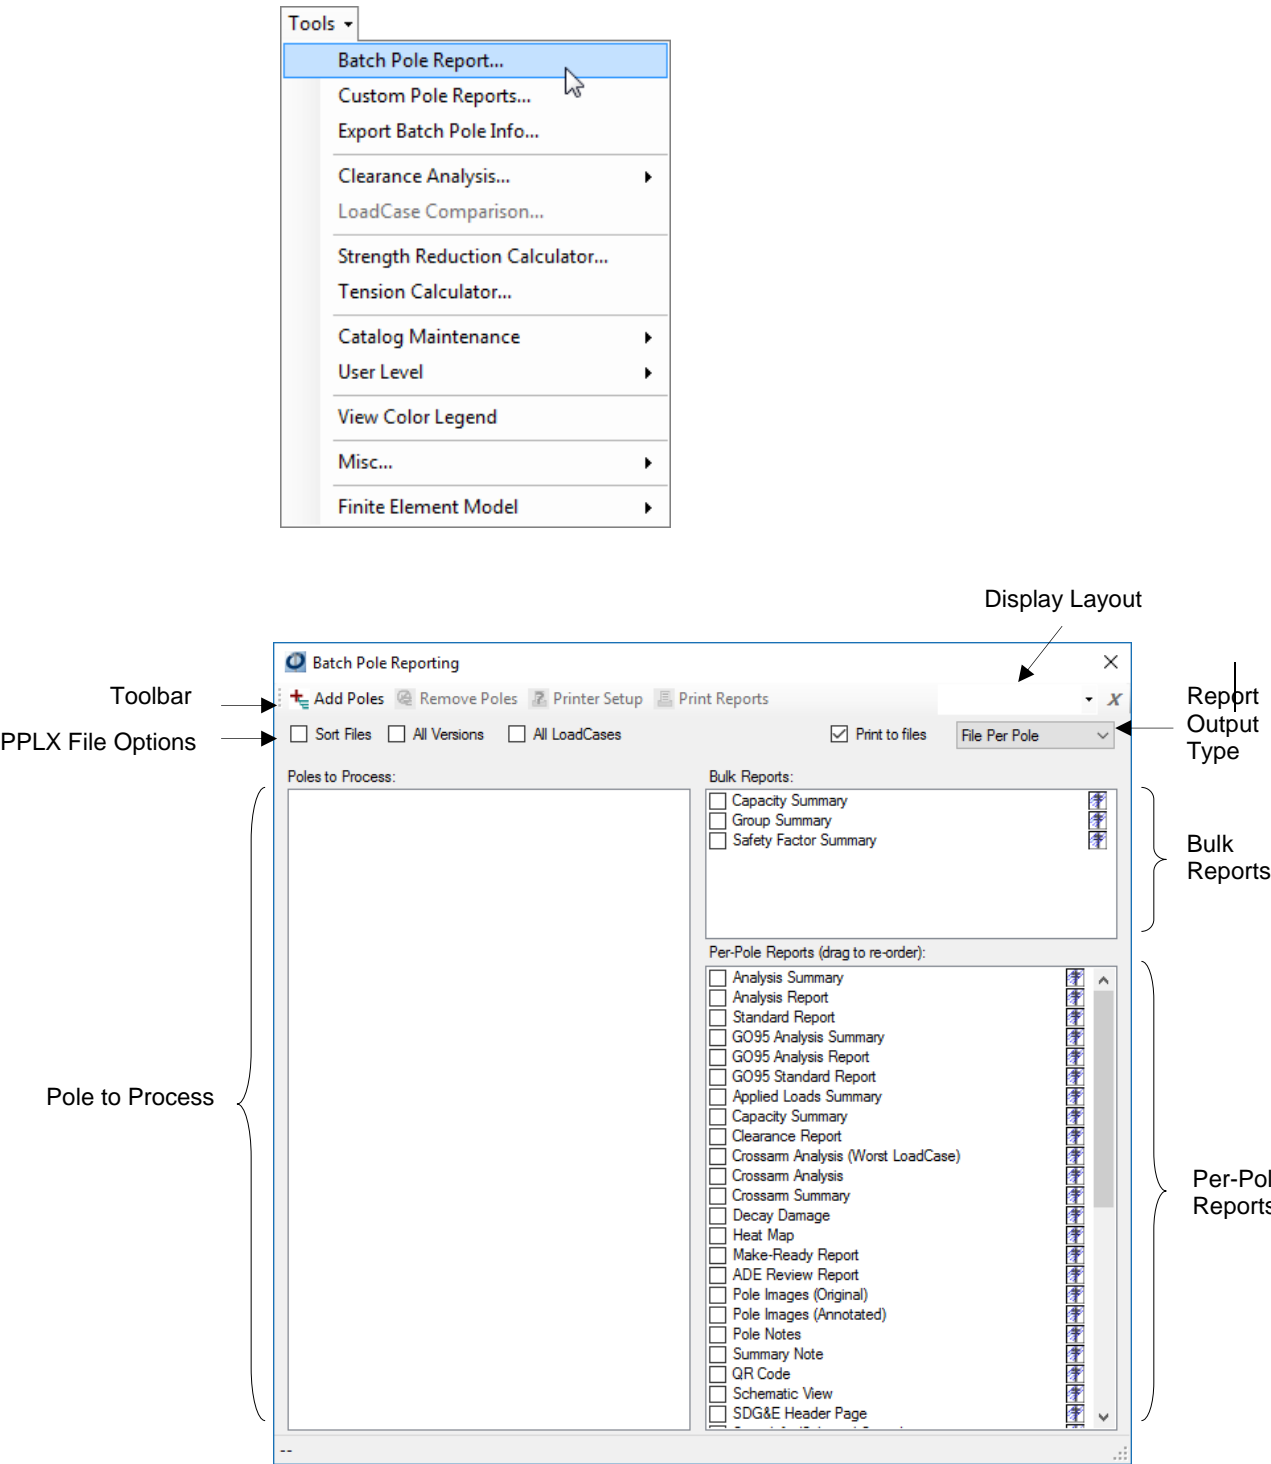 Tools
Batch Pole Report...
Custom Pole Reports...
Export Batch Pole Info...
Clearance Analysis...
LoadCase Comparison...
Strength Reduction Calculator...
Tension Calculator...
Catalog Maintenance
User Level
View Color Legend
Misc...
Finite Element Model
Display Layout
Batch Pole Reporting
Toolbar
Add Poles Remove Poles Printer Setup Print Reports
Report
Output
Type
PPLX File Options
Sort Files All Versions All LoadCases Print to files File Per Pole
Poles to Process:
Bulk Reports:
Capacity Summary
Group Summary
Safety Factor Summary
Bulk
Reports
Per-Pole Reports (drag to re-order):
Analysis Summary
Analysis Report
Standard Report
GO95 Analysis Summary
GO95 Analysis Report
GO95 Standard Report
Applied Loads Summary
Capacity Summary
Clearance Report
Crossarm Analysis (Worst LoadCase)
Crossarm Analysis
Crossarm Summary
Decay Damage
Heat Map
Make-Ready Report
ADE Review Report
Pole Images (Original)
Pole Images (Annotated)
Pole Notes
Summary Note
QR Code
Schematic View
SDG&E Header Page
Pole to Process
Per-Pol
Reports
--